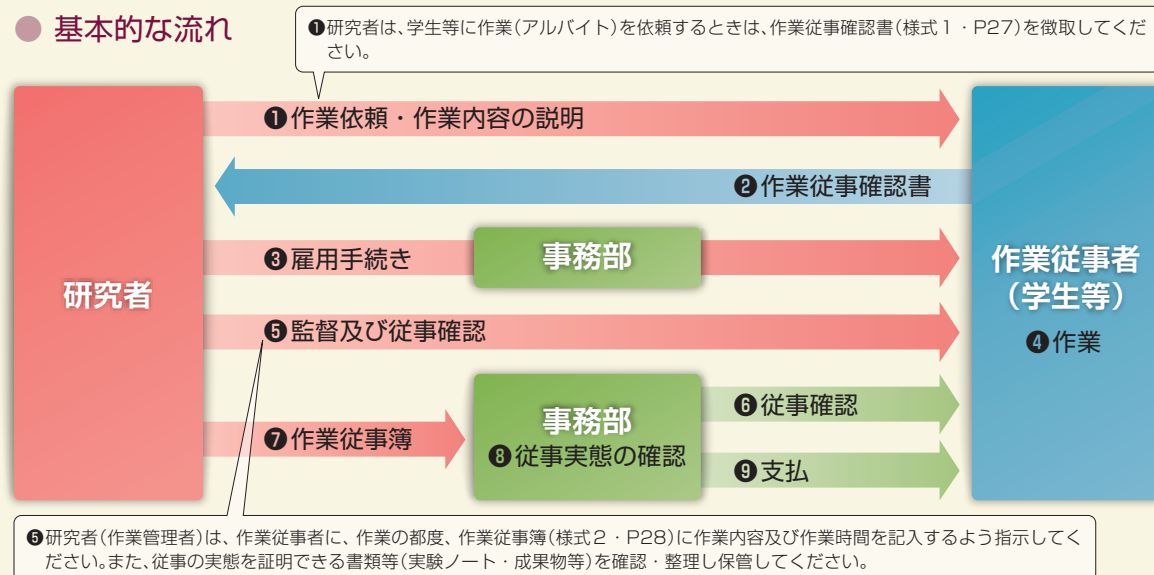 ● 基本的な流れ
❶研究者は、学生等に作業(アルバイト)を依頼するときは、作業従事確認書(様式1・P27)を徴取してくだ
さい。
❶作業依頼・作業内容の説明
❷作業従事確認書
❸雇用手続き
事務部
研究者
作業従事者
(学生等)
❹作業
❺監督及び従事確認
❻従事確認
❼作業従事簿
事務部
❽従事実態の確認
❾支払
❺研究者(作業管理者)は、作業従事者に、作業の都度、作業従事簿(様式2・P28)に作業内容及び作業時間を記入するよう指示してく
ださい。また、従事の実態を証明できる書類等(実験ノート・成果物等)を確認・整理し保管してください。